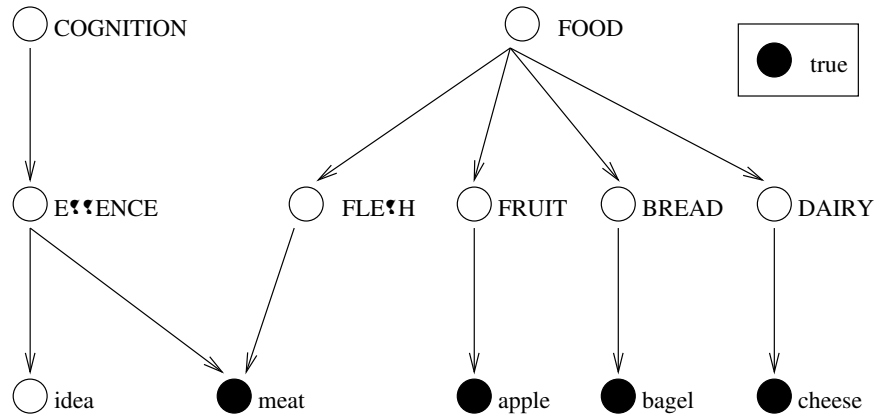 COGNITION FOOD
true
FRUIT BREAD DAIRY
idea meat apple bagel cheese